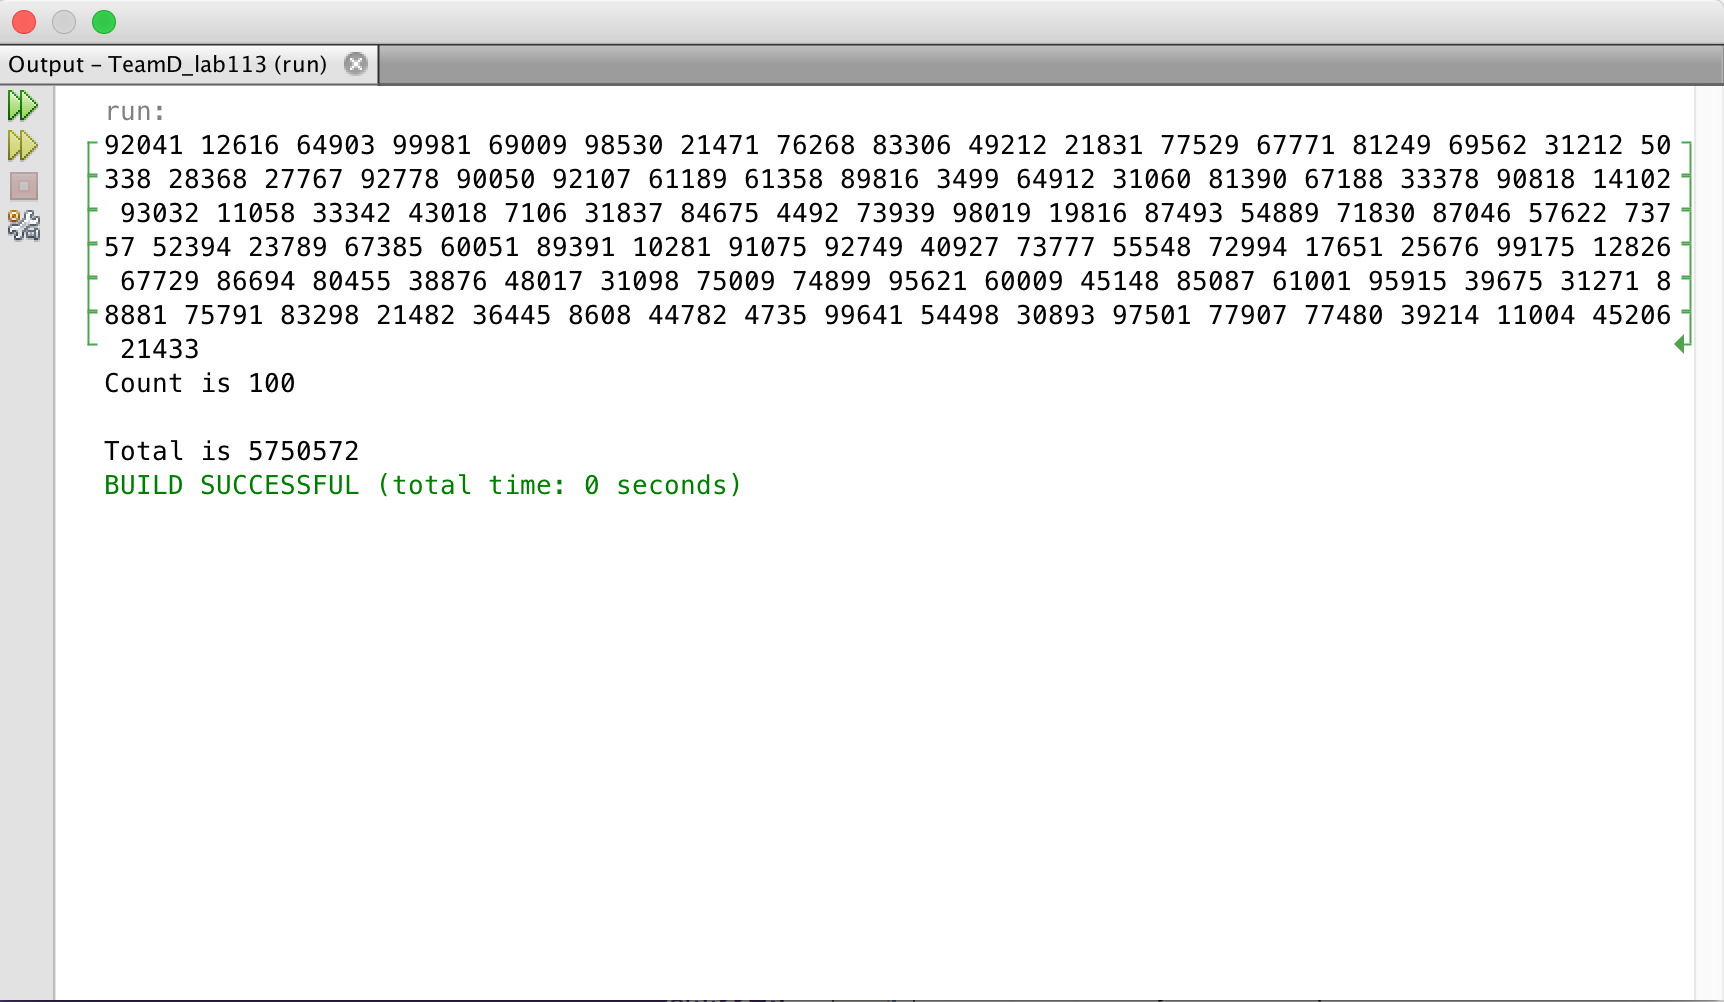 Output – TeamD_lab113 (run)
run:
92041 12616 64903 99981 69009 98530 21471 76268 83306 49212 21831 77529 67771 81249 69562 31212 50
338 28368 27767 92778 90050 92107 61189 61358 89816 3499 64912 31060 81390 67188 33378 90818 14102
93032 11058 33342 43018 7106 31837 84675 4492 73939 98019 19816 87493 54889 71830 87046 57622 737
57 52394 23789 67385 60051 89391 10281 91075 92749 40927 73777 55548 72994 17651 25676 99175 12826
67729 86694 80455 38876 48017 31098 75009 74899 95621 60009 45148 85087 61001 95915 39675 31271 8
8881 75791 83298 21482 36445 8608 44782 4735 99641 54498 30893 97501 77907 77480 39214 11004 45206
21433
Count is 100
Total is 5750572
BUILD SUCCESSFUL (total time: 0 seconds)